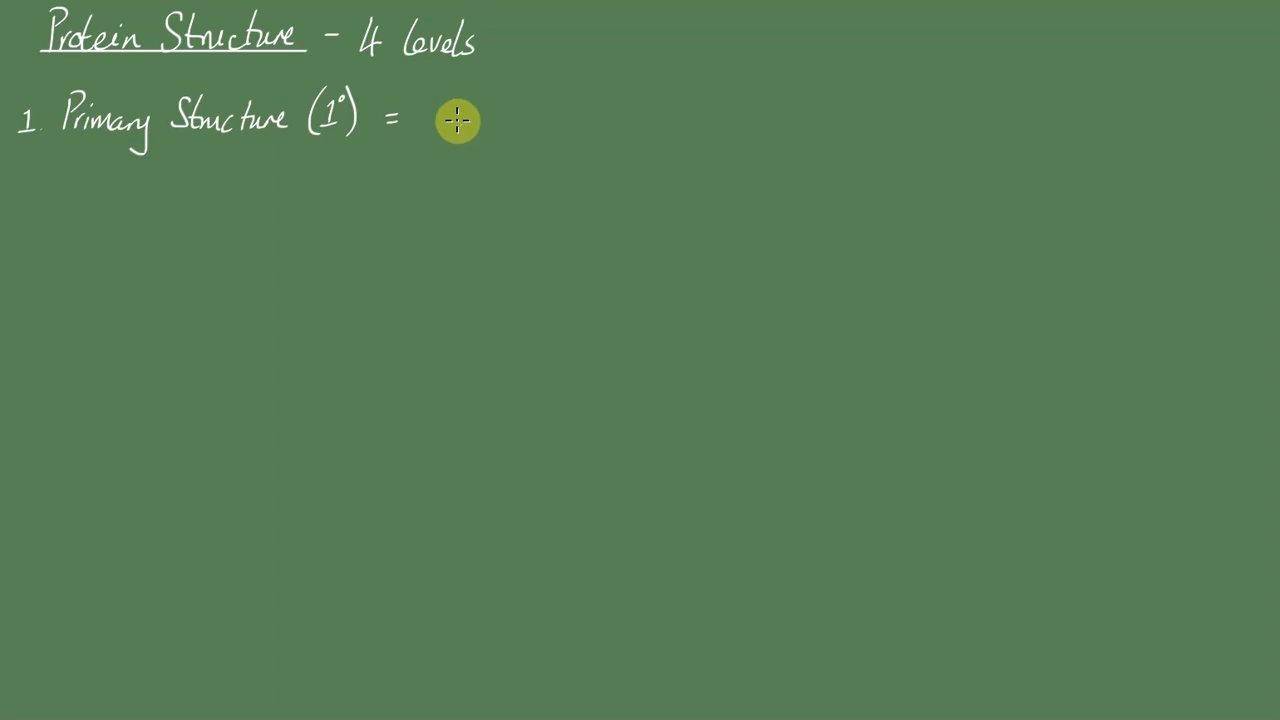 Protein Structure - 4 levels
1. Primary Structure (1°) =